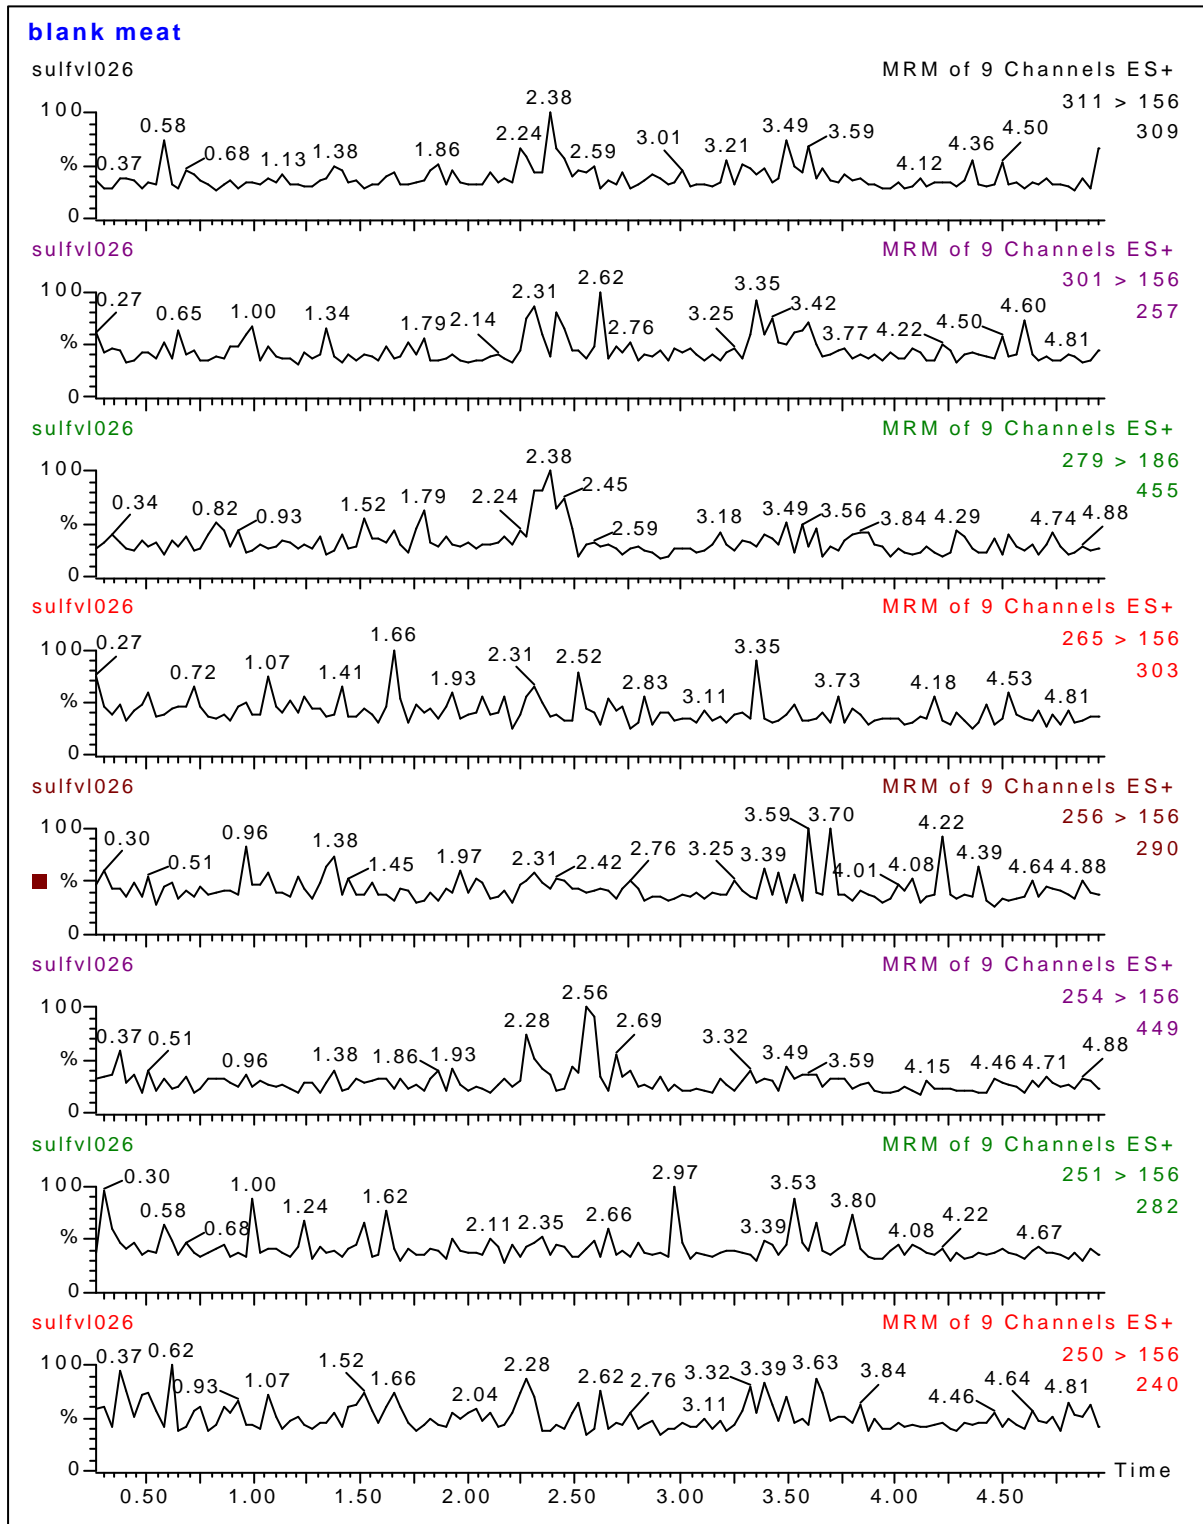 blank meat
sulfvl026 MRM of 9 Channels ES+
311 > 156
309
100 % 0
0.37 0.58 0.68 1.13 1.38 1.86 2.24 2.38 2.59 3.01 3.21 3.49 3.59 4.12 4.36 4.50
sulfvl026 MRM of 9 Channels ES+
301 > 156
257
100 % 0
0.27 0.65 1.00 1.34 1.79 2.14 2.31 2.62 2.76 3.25 3.35 3.42 3.77 4.22 4.50 4.60 4.81
sulfvl026 MRM of 9 Channels ES+
279 > 186
455
100 % 0
0.34 0.82 0.93 1.52 1.79 2.24 2.38 2.45 2.59 3.18 3.49 3.56 3.84 4.29 4.74 4.88
sulfvl026 MRM of 9 Channels ES+
265 > 156
303
100 % 0
0.27 0.72 1.07 1.41 1.66 1.93 2.31 2.52 2.83 3.11 3.35 3.73 4.18 4.53 4.81
sulfvl026 MRM of 9 Channels ES+
256 > 156
290
100 % 0
0.30 0.51 0.96 1.38 1.45 1.97 2.31 2.42 2.76 3.25 3.39 3.59 3.70 4.01 4.08 4.22 4.39 4.64 4.88
sulfvl026 MRM of 9 Channels ES+
254 > 156
449
100 % 0
0.37 0.51 0.96 1.38 1.86 1.93 2.28 2.56 2.69 3.32 3.49 3.59 4.15 4.46 4.71 4.88
sulfvl026 MRM of 9 Channels ES+
251 > 156
282
100 % 0
0.30 0.58 0.68 1.00 1.24 1.62 2.11 2.35 2.66 2.97 3.39 3.53 3.80 4.08 4.22 4.67
sulfvl026 MRM of 9 Channels ES+
250 > 156
240
100 % 0
0.37 0.62 0.93 1.07 1.52 1.66 2.04 2.28 2.62 2.76 3.11 3.32 3.39 3.63 3.84 4.46 4.64 4.81
Time
0.50 1.00 1.50 2.00 2.50 3.00 3.50 4.00 4.50